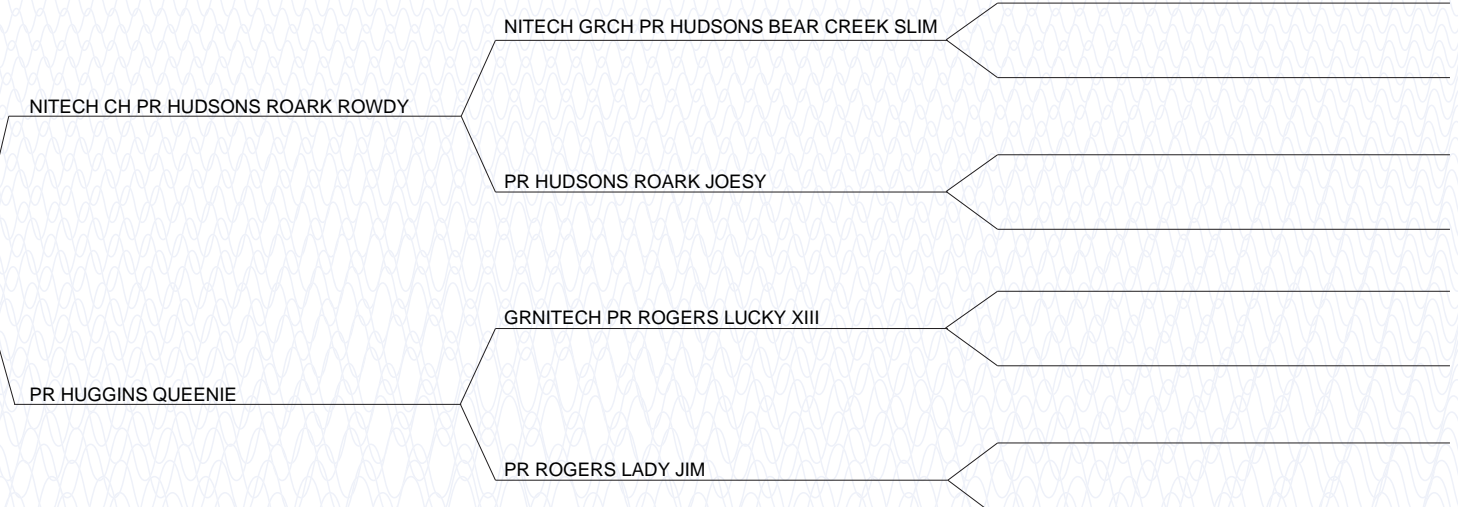 NITECH GRCH PR HUDSONS BEAR CREEK SLIM
NITECH CH PR HUDSONS ROARK ROWDY
PR HUDSONS ROARK JOESY
GRNITECH PR ROGERS LUCKY XIII
PR HUGGINS QUEENIE
PR ROGERS LADY JIM